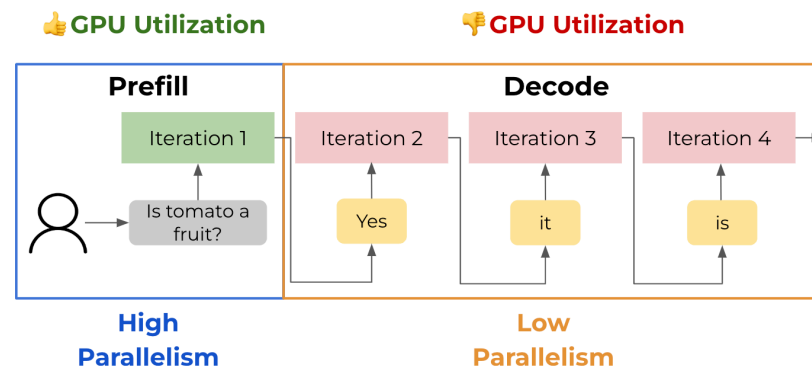 👍GPU Utilization
👎GPU Utilization
Prefill
Decode
Iteration 1
Iteration 2
Iteration 3
Iteration 4
Is tomato a
fruit?
Yes
it
is
High
Parallelism
Low
Parallelism